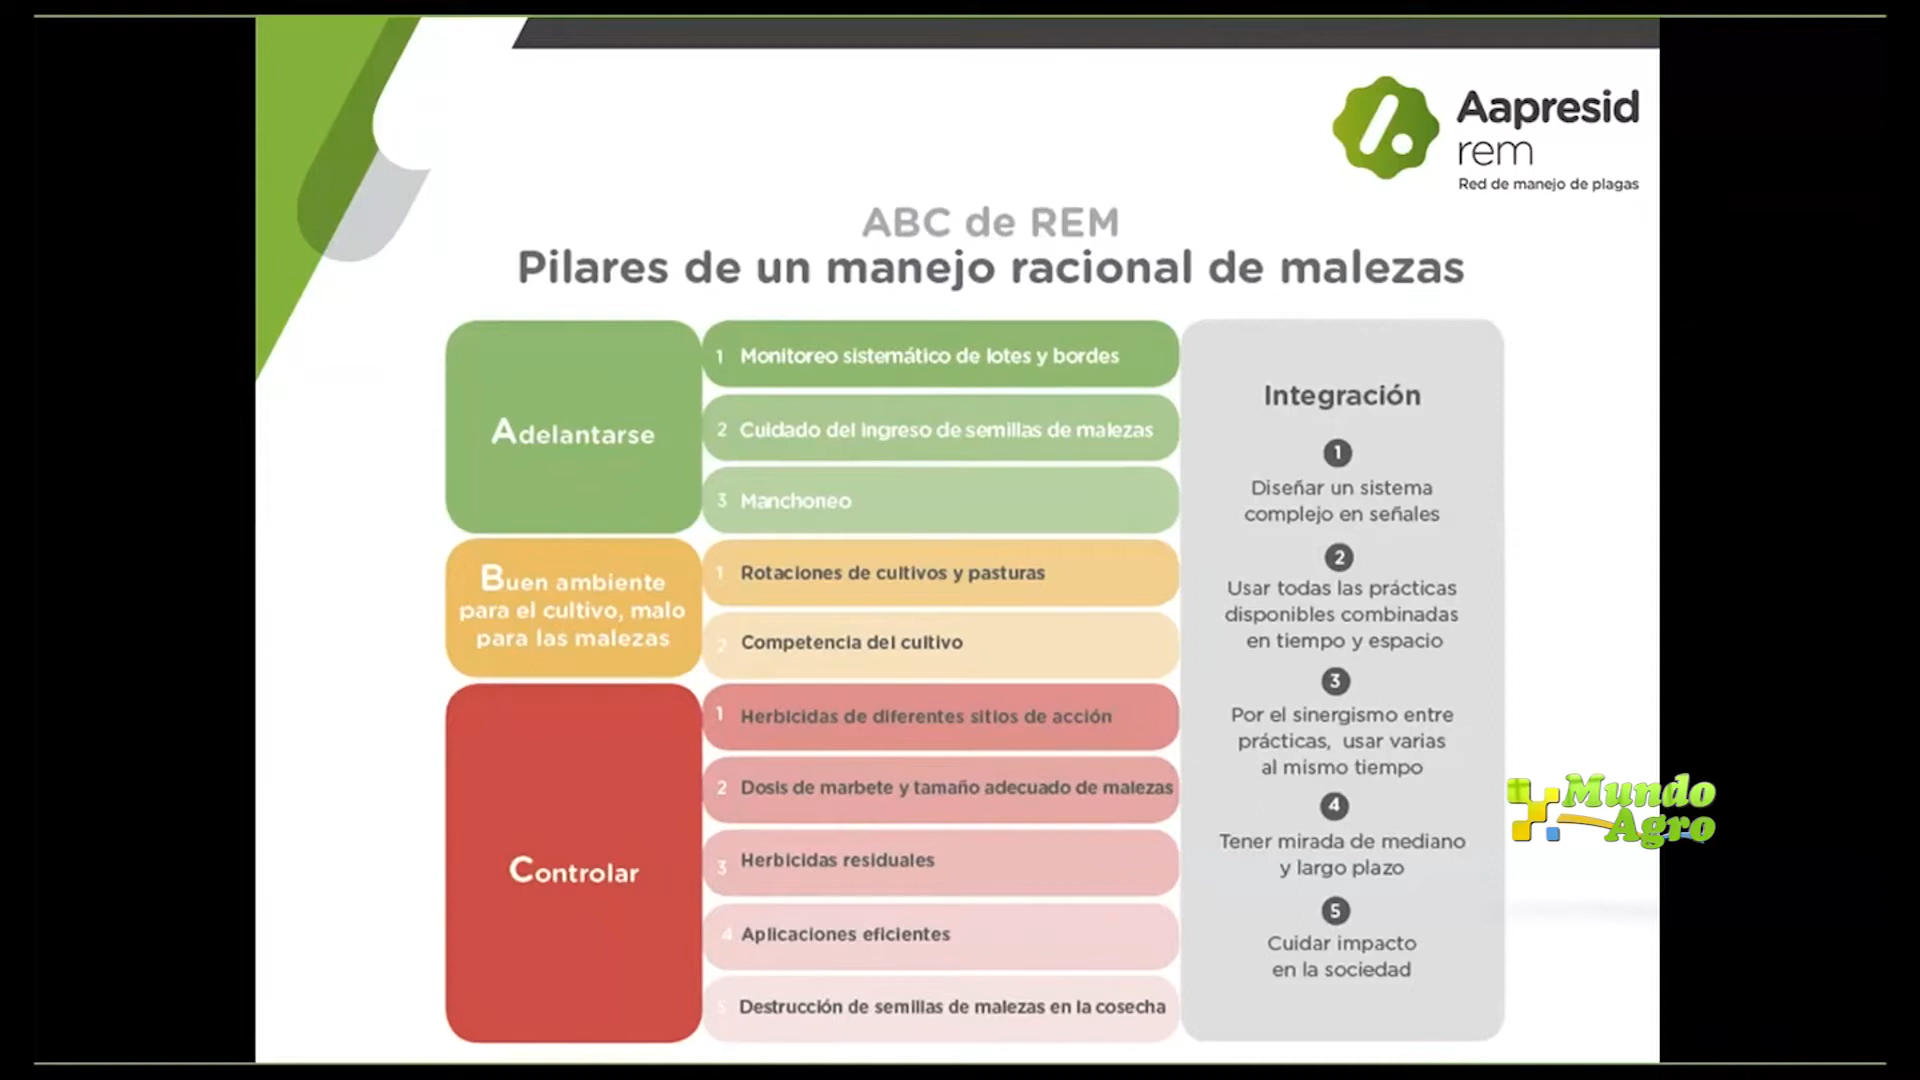 Aapresid
rem
Red de manejo de plagas
ABC de REM
Pilares de un manejo racional de malezas
Adelantarse
1 Monitoreo sistemático de lotes y bordes
2 Cuidado del ingreso de semillas de malezas
3 Manchoneo
Buen ambiente
para el cultivo, malo
para las malezas
1 Rotaciones de cultivos y pasturas
2 Competencia del cultivo
Controlar
1 Herbicidas de diferentes sitios de acción
2 Dosis de marbete y tamaño adecuado de malezas
3 Herbicidas residuales
4 Aplicaciones eficientes
5 Destrucción de semillas de malezas en la cosecha
Integración
1
Diseñar un sistema
complejo en señales
2
Usar todas las prácticas
disponibles combinadas
en tiempo y espacio
3
Por el sinergismo entre
prácticas, usar varias
al mismo tiempo
4
Tener mirada de mediano
y largo plazo
5
Cuidar impacto
en la sociedad
Mundo
Agro